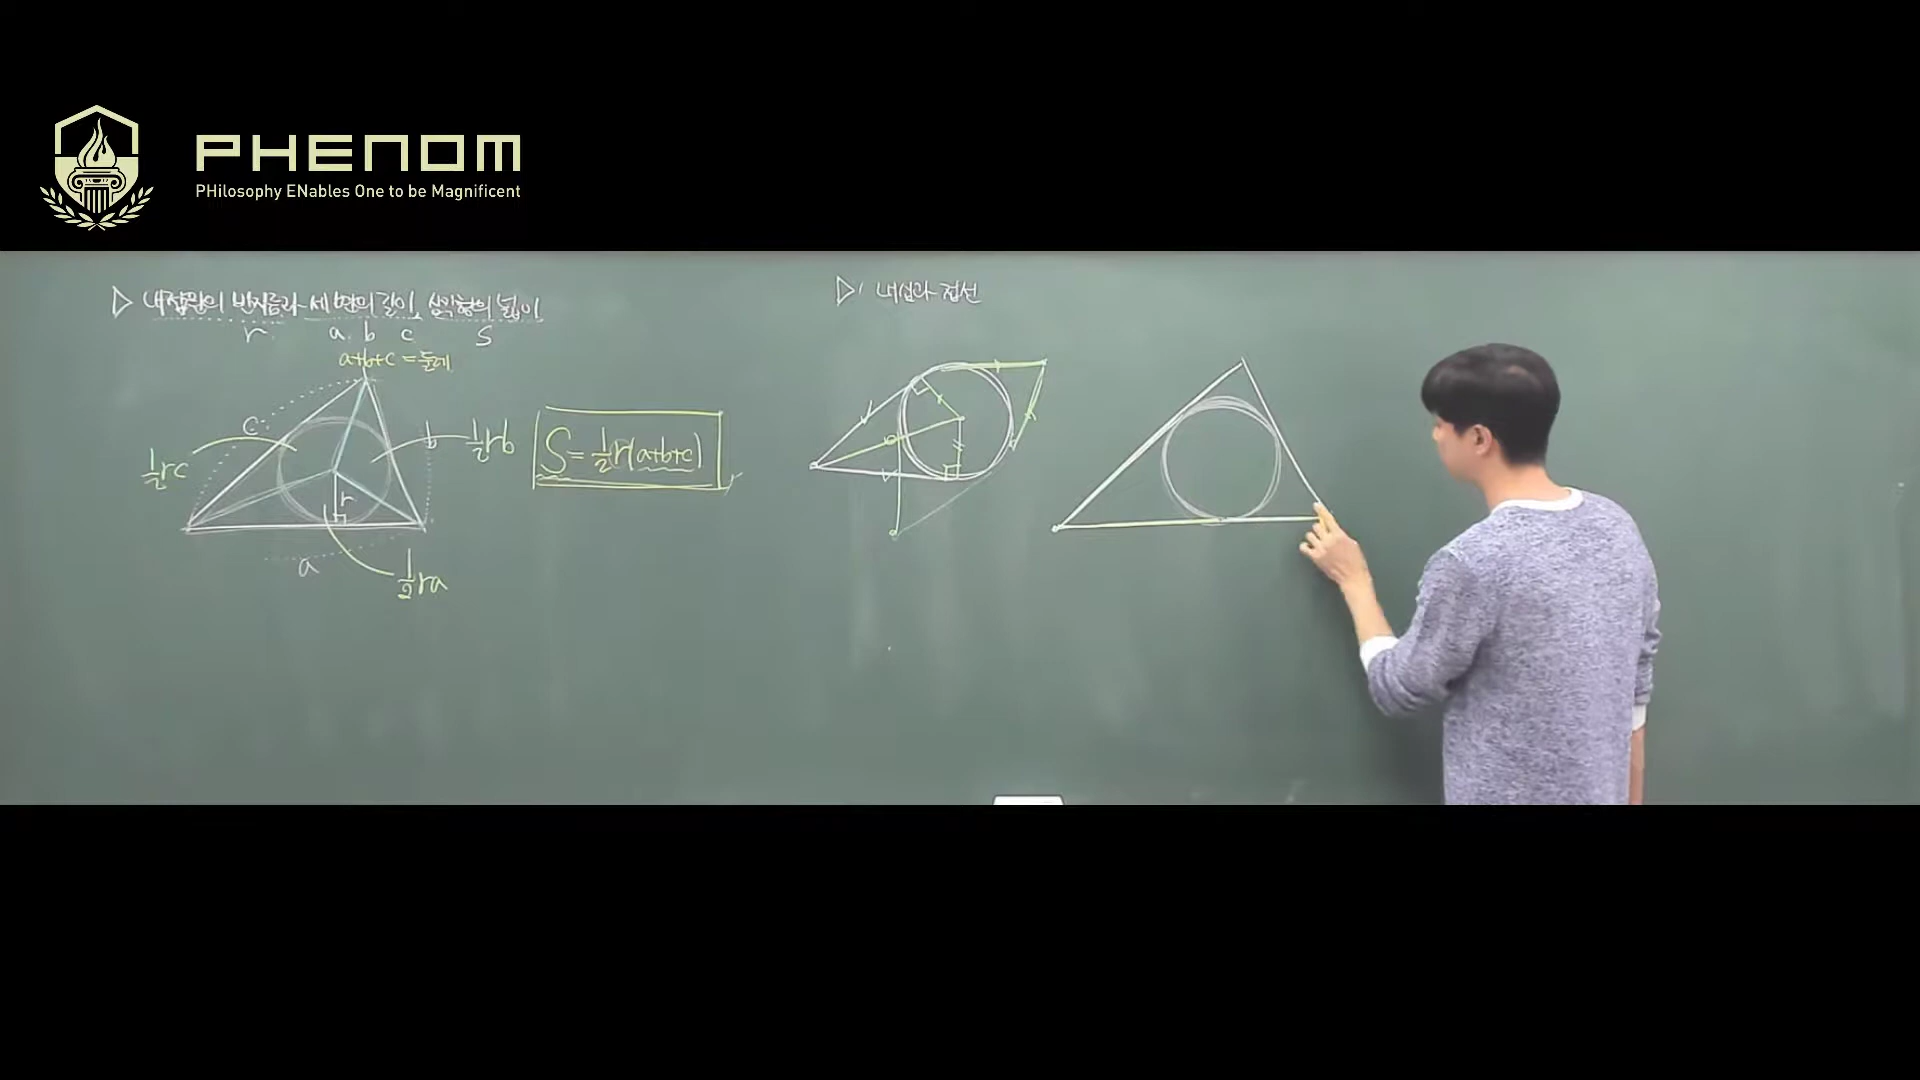 PHENOM
PHilosophy ENables One to be Magnificent
▷ 내접원의 반지름과 세 변의 길이, 삼각형의 넓이
r a b c S
a+b+c = 둘레
c
b
½rb
½rc
S = ½r(a+b+c)
r
a
½ra
▷ 내심과 접선